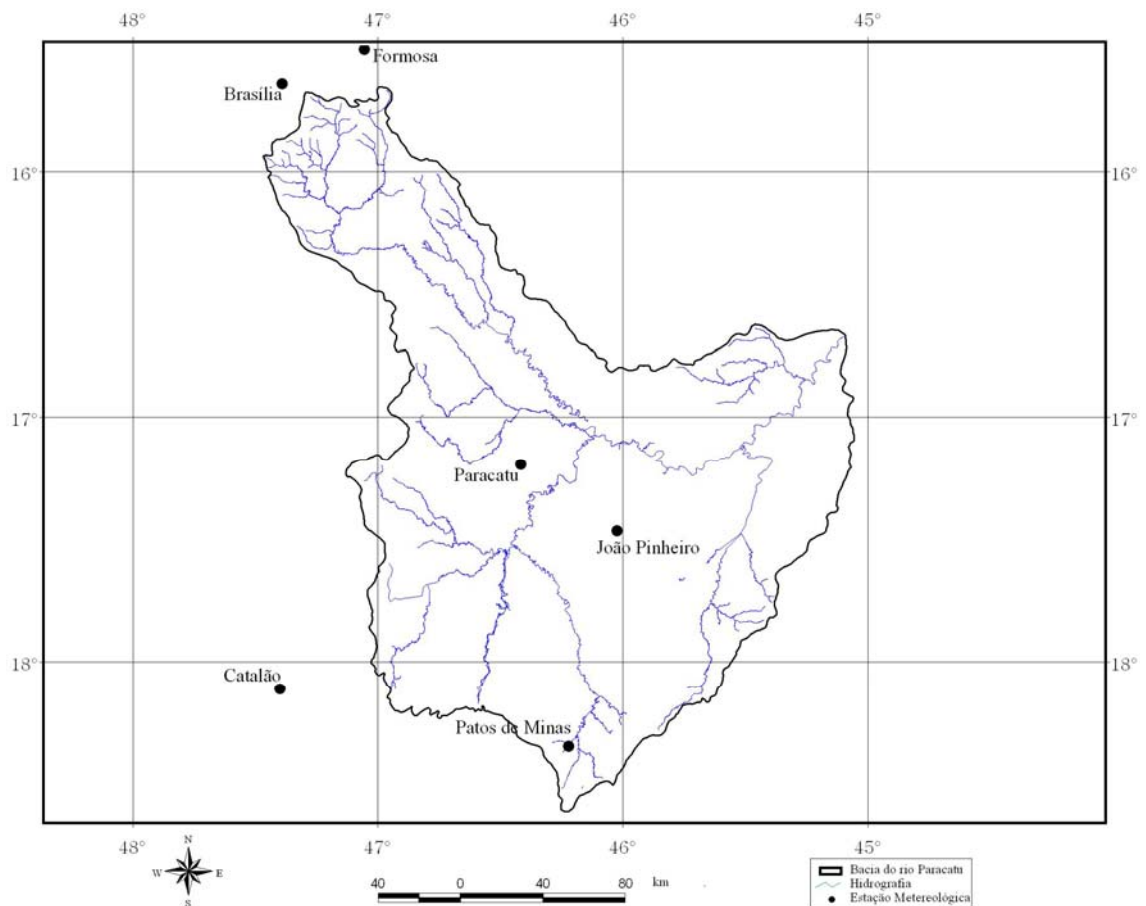 48° 47° 46° 45°
Formosa
Brasília
16° 16°
17° 17°
Paracatu
João Pinheiro
18° 18°
Catalão
Patos de Minas
48° 47° 46° 45°
N
W E
S
40 0 40 80 km
Bacia do rio Paracatu
Hidrografia
Estação Metereológica